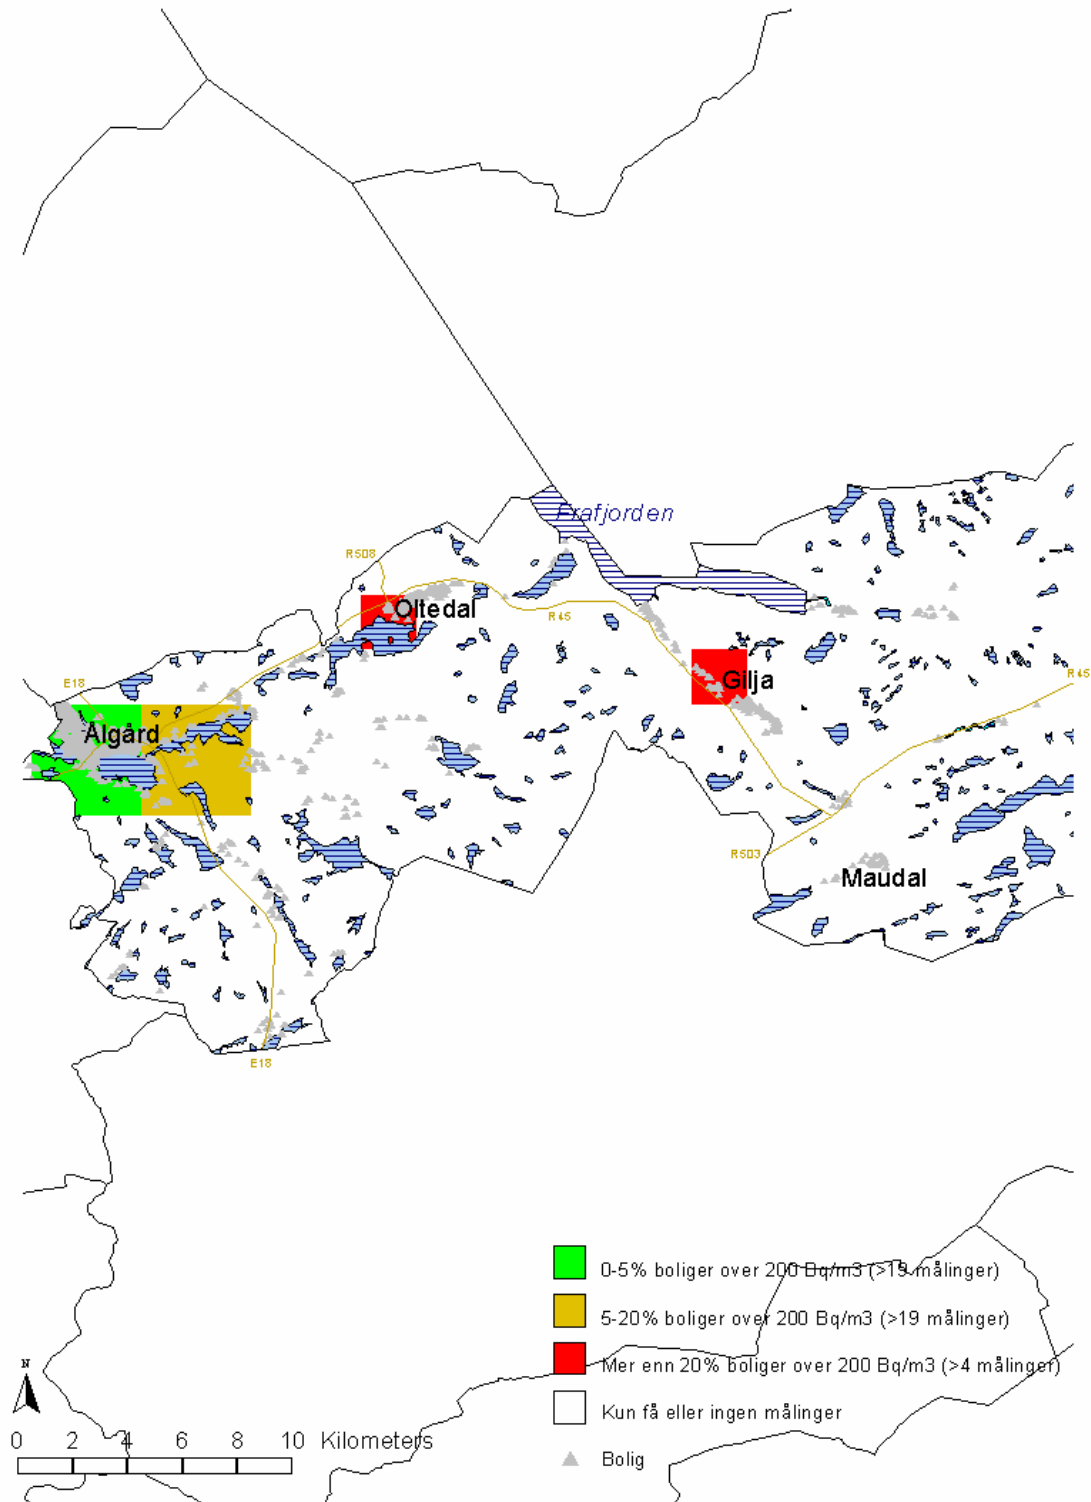 Frafjorden
R508
Oltedal
R45
Gilja
R45
E18
Ålgård
R503
Maudal
E18
0-5% boliger over 200 Bq/m3 (>19 målinger)
5-20% boliger over 200 Bq/m3 (>19 målinger)
Mer enn 20% boliger over 200 Bq/m3 (>4 målinger)
Kun få eller ingen målinger
Bolig
N
0 2 4 6 8 10 Kilometers